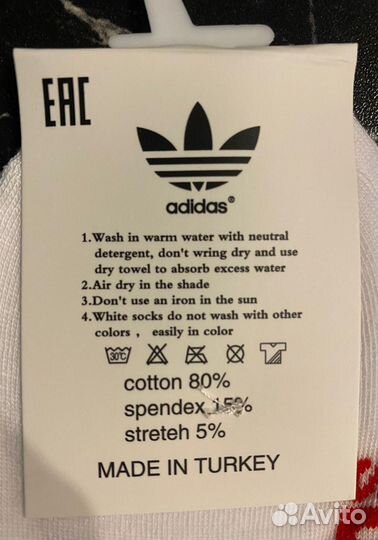 EAC
adidas®
1.Wash in warm water with neutral
detergent, don't wring dry and use
dry towel to absorb excess water
2.Air dry in the shade
3.Don't use an iron in the sun
4.White socks do not wash with other
colors , easily in color
30°C
cotton 80%
spendex 15%
streteh 5%
MADE IN TURKEY
Avito